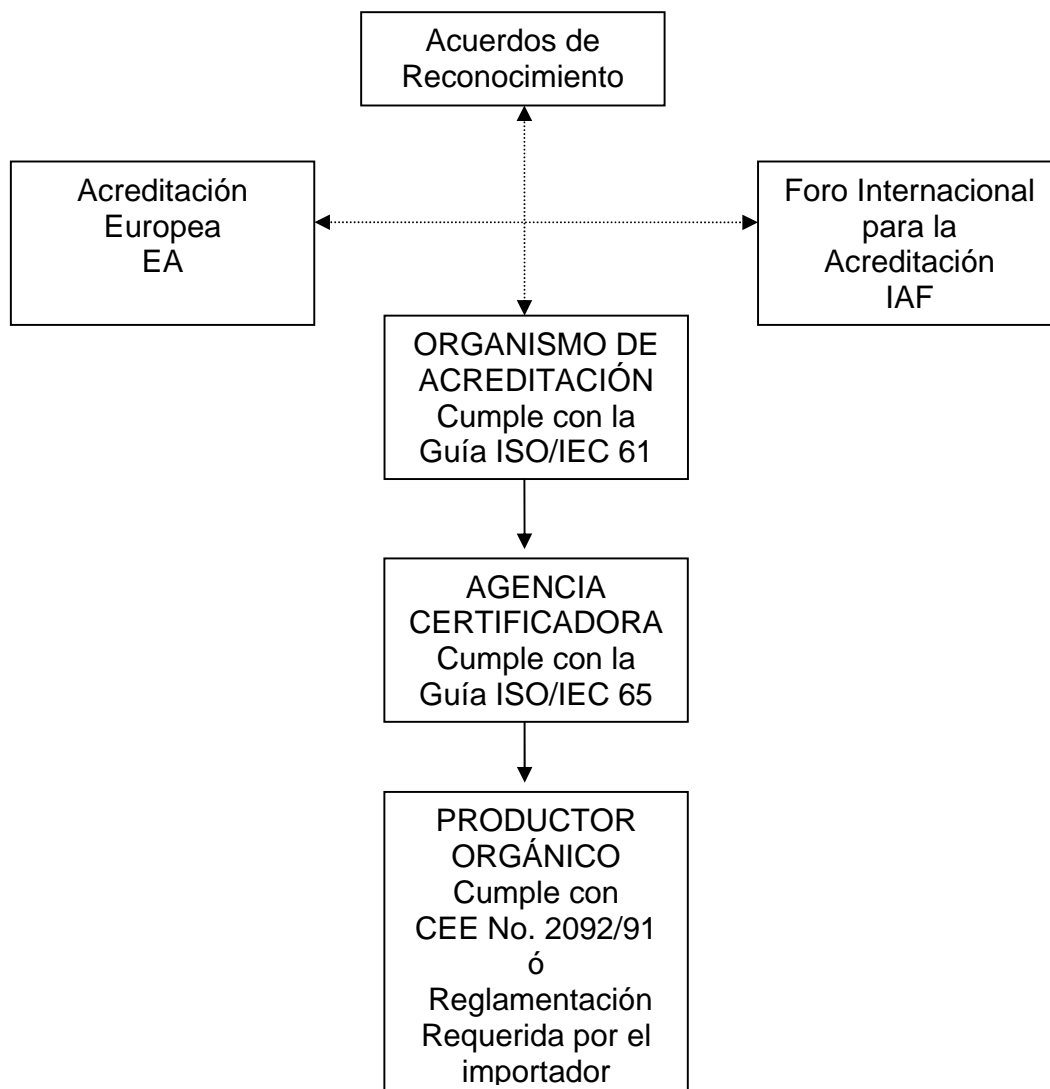 Acuerdos de
Reconocimiento
Acreditación
Europea
EA
Foro Internacional
para la
Acreditación
IAF
ORGANISMO DE
ACREDITACIÓN
Cumple con la
Guía ISO/IEC 61
AGENCIA
CERTIFICADORA
Cumple con la
Guía ISO/IEC 65
PRODUCTOR
ORGÁNICO
Cumple con
CEE No. 2092/91
ó
Reglamentación
Requerida por el
importador